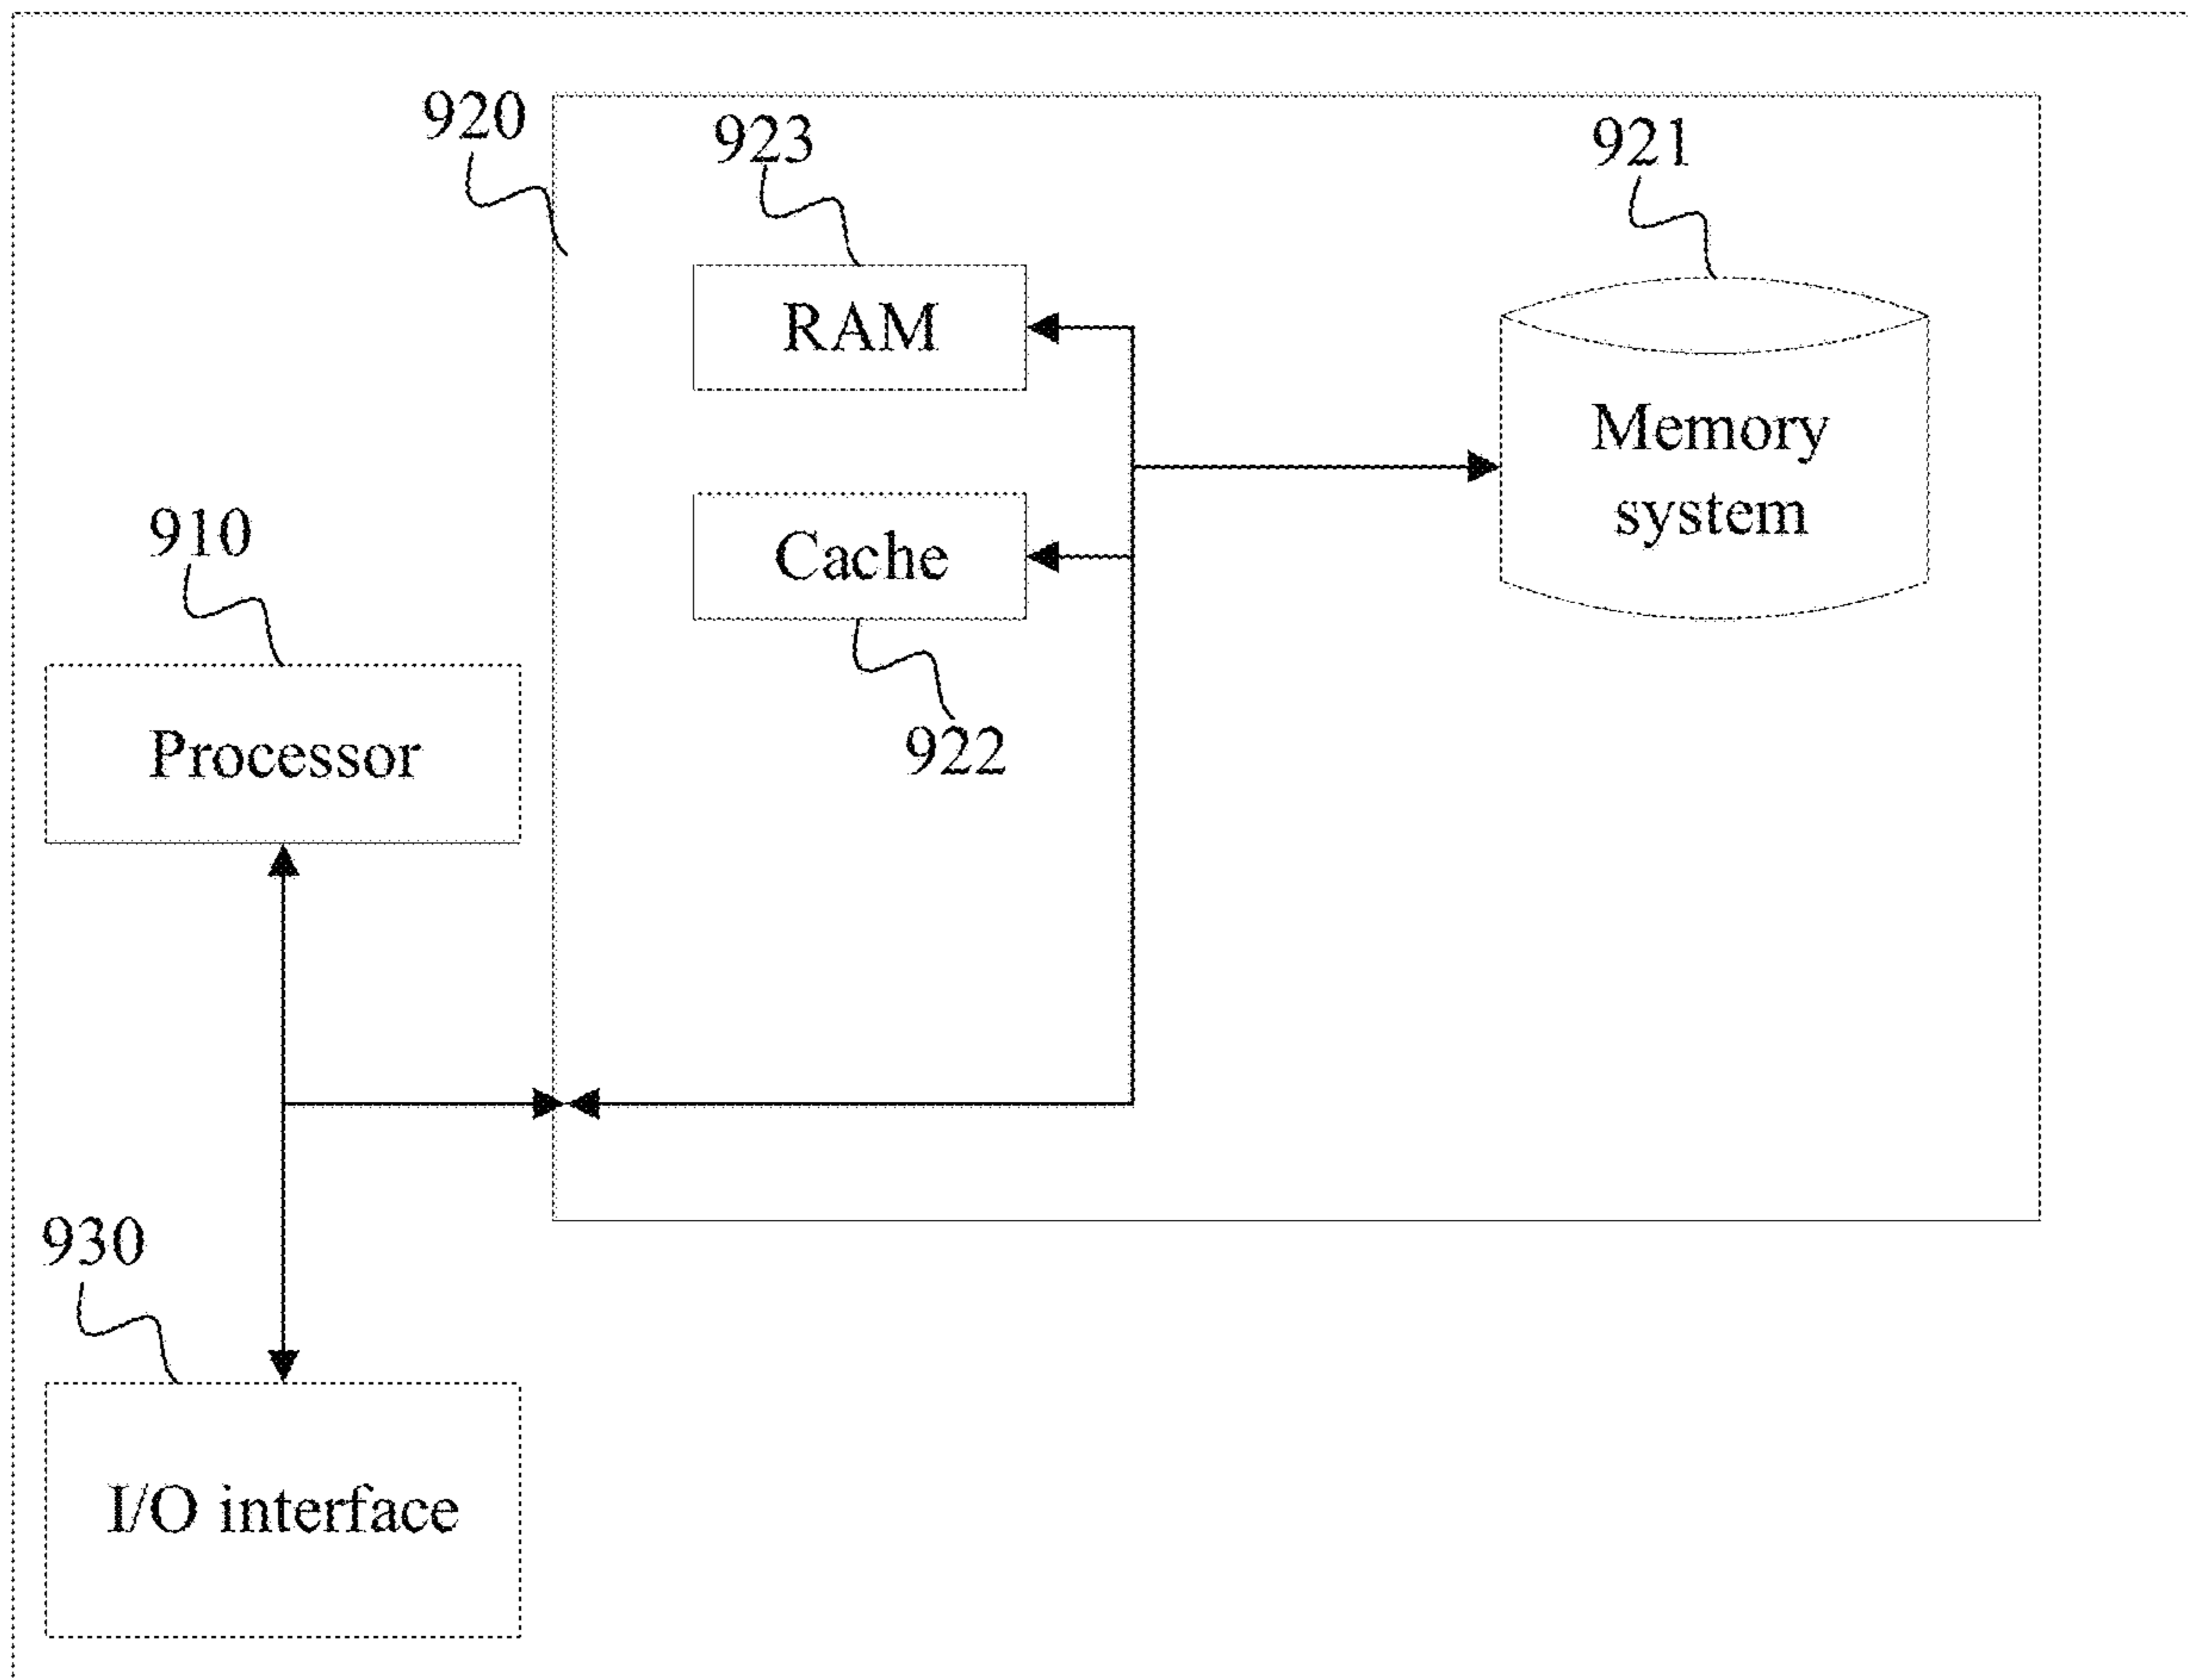 920
923
921
RAM
Memory
system
Cache
922
910
Processor
930
I/O interface